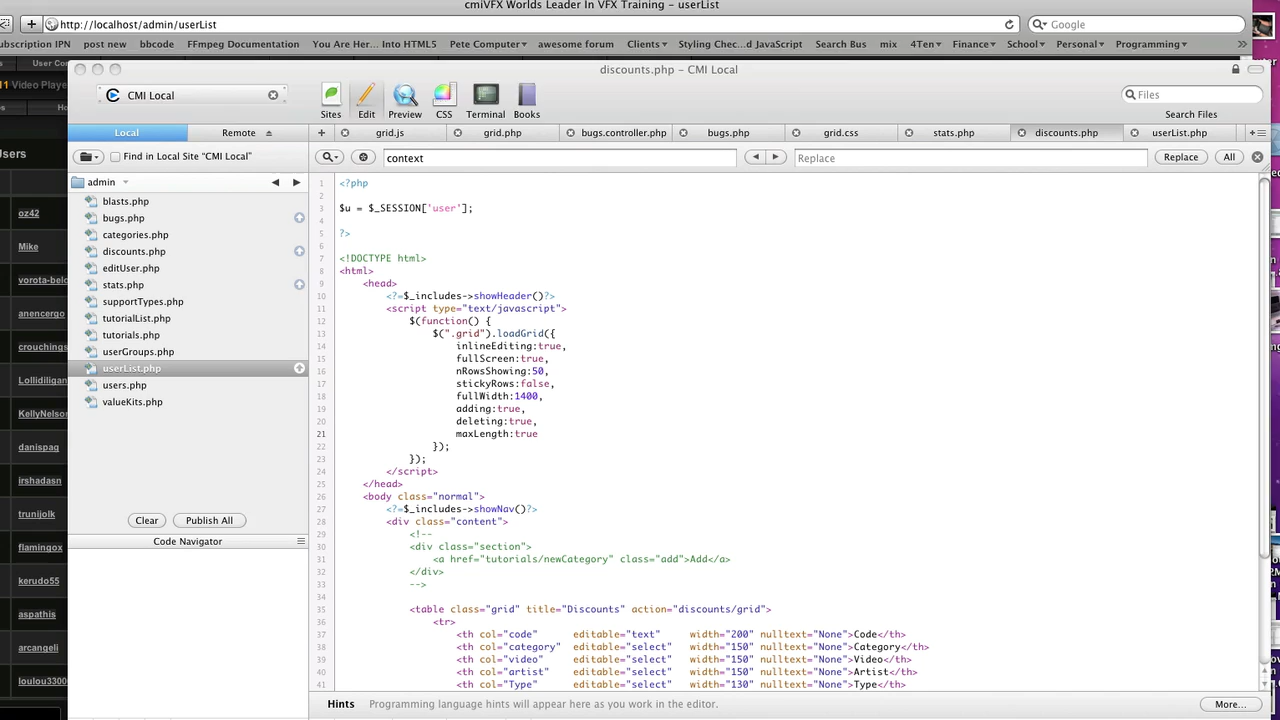 cmiVFX Worlds Leader In VFX Training - userList
http://localhost/admin/userList
Google
ubscription IPN post new bbcode FFmpeg Documentation You Are Her... Into HTML5 Pete Computer awesome forum Clients Styling Chec...d JavaScript Search Bus mix 4Ten Finance School Personal Programming
User Con
11 Video Player
Ho
Users
oz42
Mike
vorota-belo
anencergo
crouchings
Lollidiligan
KellyNelson
danispag
irshadasn
trunijolk
flamingox
kerudo55
aspathis
arcangeli
loulou3300
discounts.php – CMI Local
CMI Local
Sites Edit Preview CSS Terminal Books
Files
Search Files
Local Remote
grid.js grid.php bugs.controller.php bugs.php grid.css stats.php discounts.php userList.php
Find in Local Site "CMI Local"
context
Replace
Replace
All
admin
blasts.php
bugs.php
categories.php
discounts.php
editUser.php
stats.php
supportTypes.php
tutorialList.php
tutorials.php
userGroups.php
userList.php
users.php
valueKits.php
Clear Publish All
Code Navigator
1 <?php
2
3 $u = $_SESSION['user'];
4
5 ?>
6
7 <!DOCTYPE html>
8 <html>
9 <head>
10 <?=$_includes->showHeader()?>
11 <script type="text/javascript">
12 $(function() {
13 $(".grid").loadGrid({
14 inlineEditing:true,
15 fullScreen:true,
16 nRowsShowing:50,
17 stickyRows:false,
18 fullWidth:1400,
19 adding:true,
20 deleting:true,
21 maxLength:true
22 });
23 });
24 </script>
25 </head>
26 <body class="normal">
27 <?=$_includes->showNav()?>
28 <div class="content">
29 <!--
30 <div class="section">
31 <a href="tutorials/newCategory" class="add">Add</a>
32 </div>
33 -->
34
35 <table class="grid" title="Discounts" action="discounts/grid">
36 <tr>
37 <th col="code" editable="text" width="200" nulltext="None">Code</th>
38 <th col="category" editable="select" width="150" nulltext="None">Category</th>
39 <th col="video" editable="select" width="150" nulltext="None">Video</th>
40 <th col="artist" editable="select" width="150" nulltext="None">Artist</th>
41 <th col="Type" editable="select" width="130" nulltext="None">Type</th>
Hints Programming language hints will appear here as you work in the editor.
More...